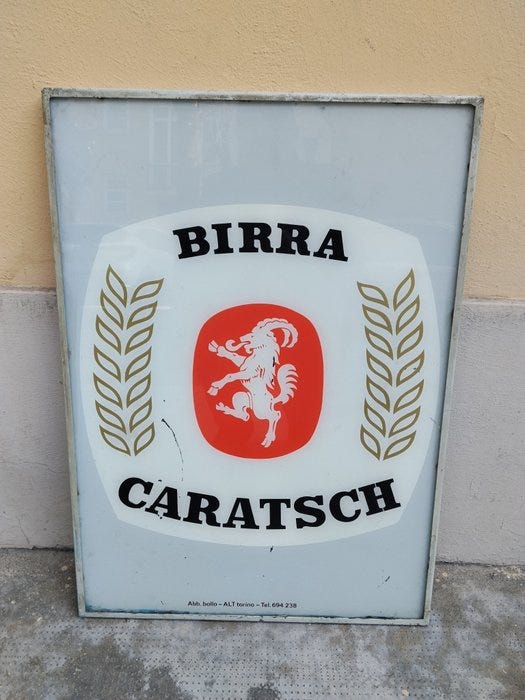 BIRRA
CARATSCH
Abb. bollo - ALT torino - Tel. 694 238